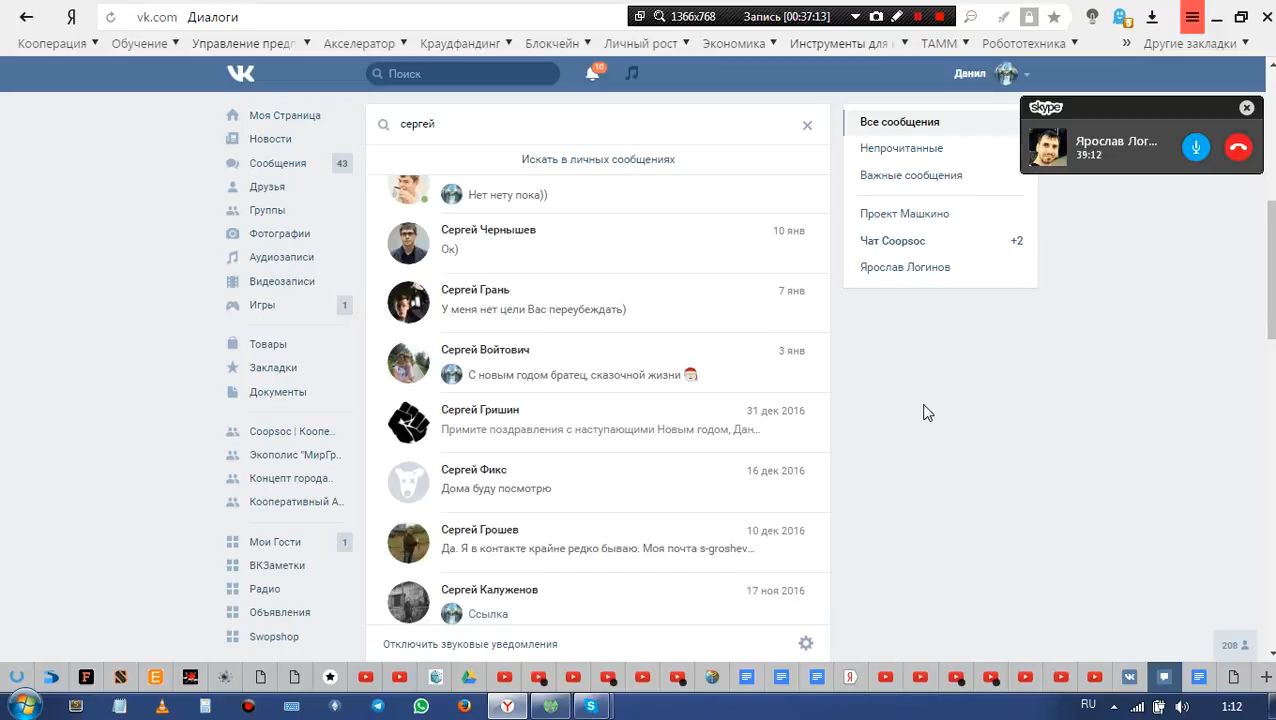 vk.com Диалоги
1366x768
Запись [00:37:13]
Кооперация
Обучение
Управление пред
Акселератор
Краудфандинг
Блокчейн
Личный рост
Экономика
Инструменты для
ТАММ
Робототехника
»
Другие закладки
Поиск
10
Данил
Моя Страница
Новости
Сообщения 43
Друзья
Группы
Фотографии
Аудиозаписи
Видеозаписи
Игры 1
Товары
Закладки
Документы
Coopsoc | Коопе..
Экополис "МирГр..
Концепт города..
Кооперативный А..
Мои Гости 1
ВКЗаметки
Радио
Объявления
Swopshop
сергей
Искать в личных сообщениях
Нет нету пока))
Сергей Чернышев 10 янв
Ок)
Сергей Грань 7 янв
У меня нет цели Вас переубеждать)
Сергей Войтович 3 янв
С новым годом братец, сказочной жизни
Сергей Гришин 31 дек 2016
Примите поздравления с наступающими Новым годом, Дан...
Сергей Фикс 16 дек 2016
Дома буду посмотрю
Сергей Грошев 10 дек 2016
Да. Я в контакте крайне редко бываю. Моя почта s-groshev...
Сергей Калуженов 17 ноя 2016
Ссылка
Отключить звуковые уведомления
Все сообщения
Непрочитанные
Важные сообщения
Проект Машкино
Чат Coopsoc +2
Ярослав Логинов
skype
Ярослав Лог...
39:12
208
RU
1:12